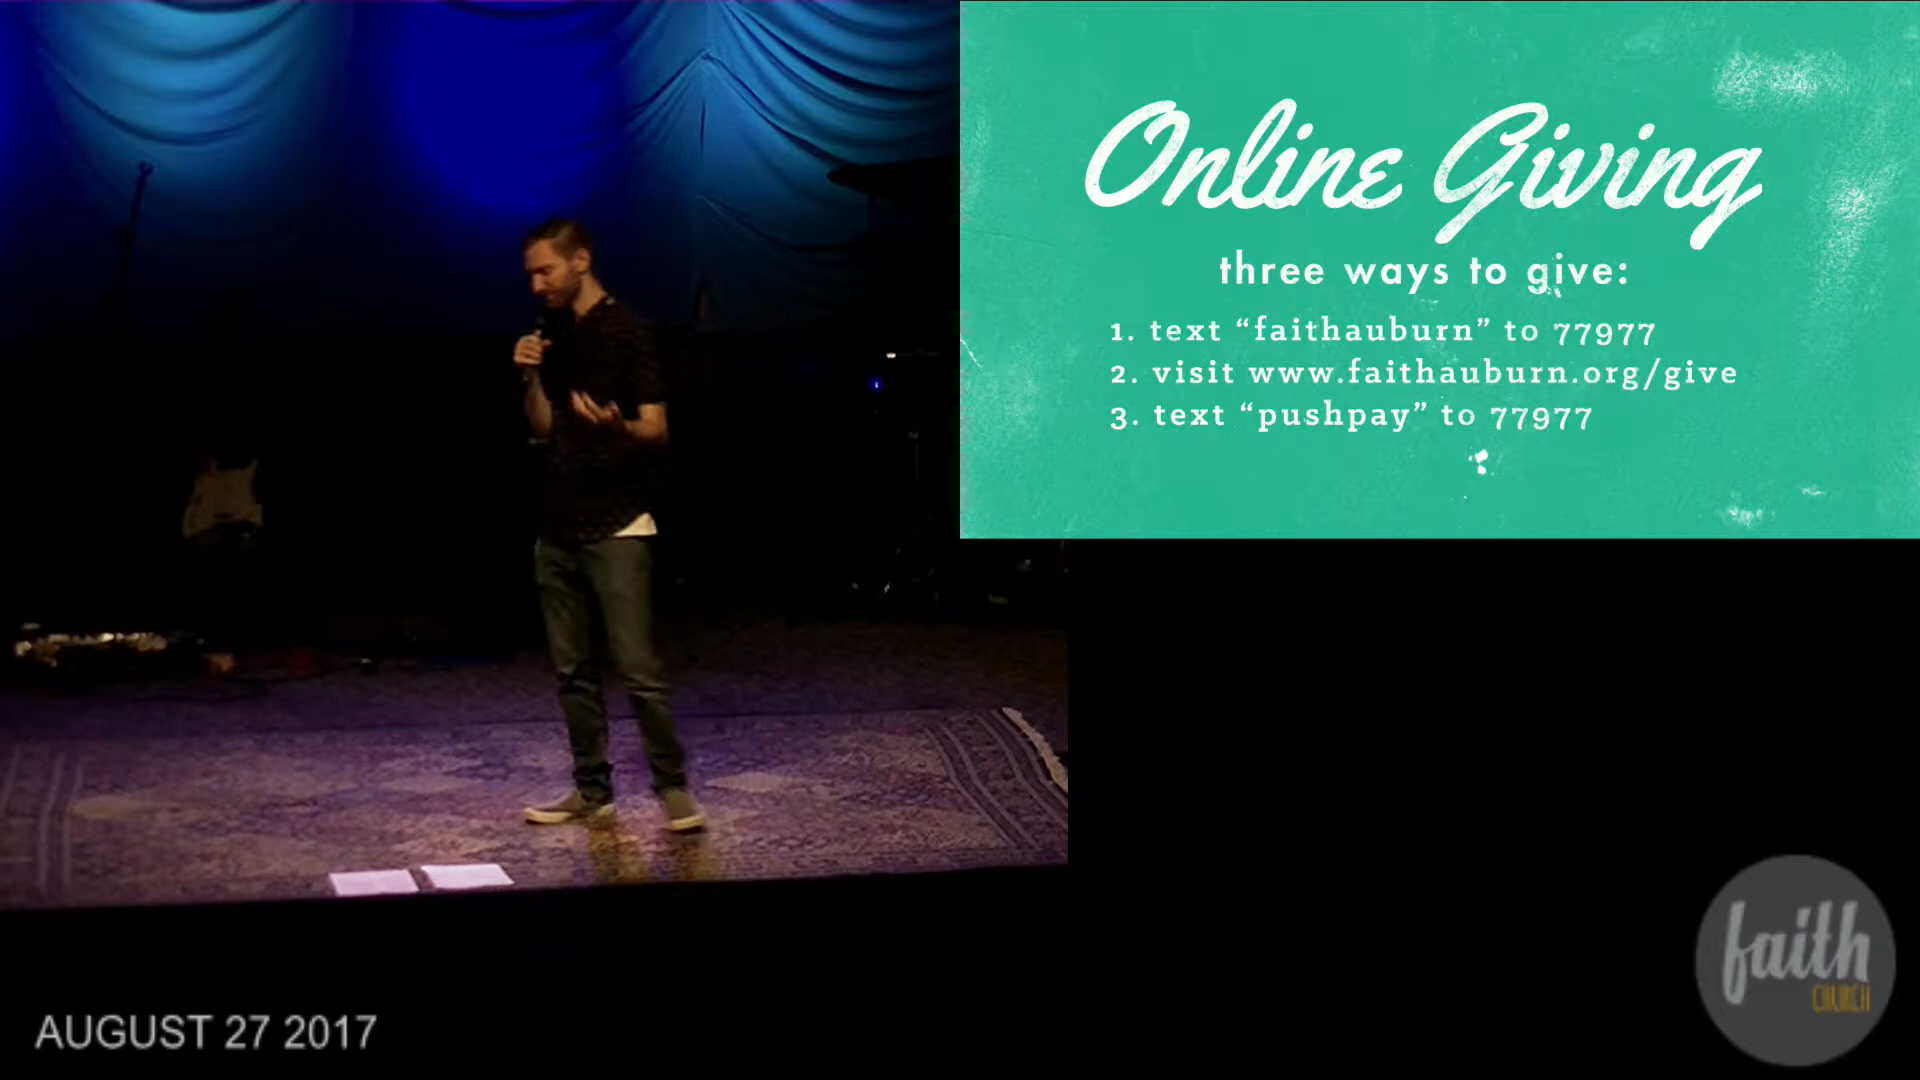 Online Giving
three ways to give:
1. text “faithauburn” to 77977
2. visit www.faithauburn.org/give
3. text “pushpay” to 77977
faith
CHURCH
AUGUST 27 2017